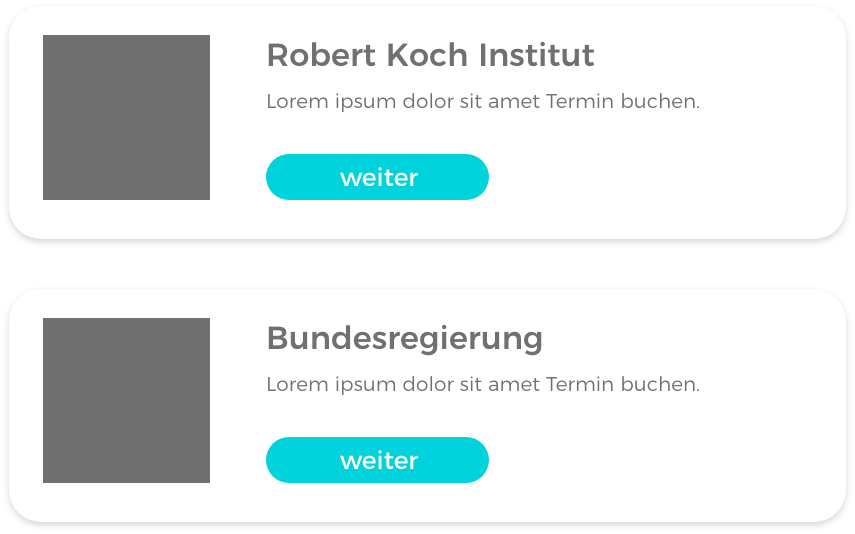 Robert Koch Institut
Lorem ipsum dolor sit amet Termin buchen.
weiter
Bundesregierung
Lorem ipsum dolor sit amet Termin buchen.
weiter